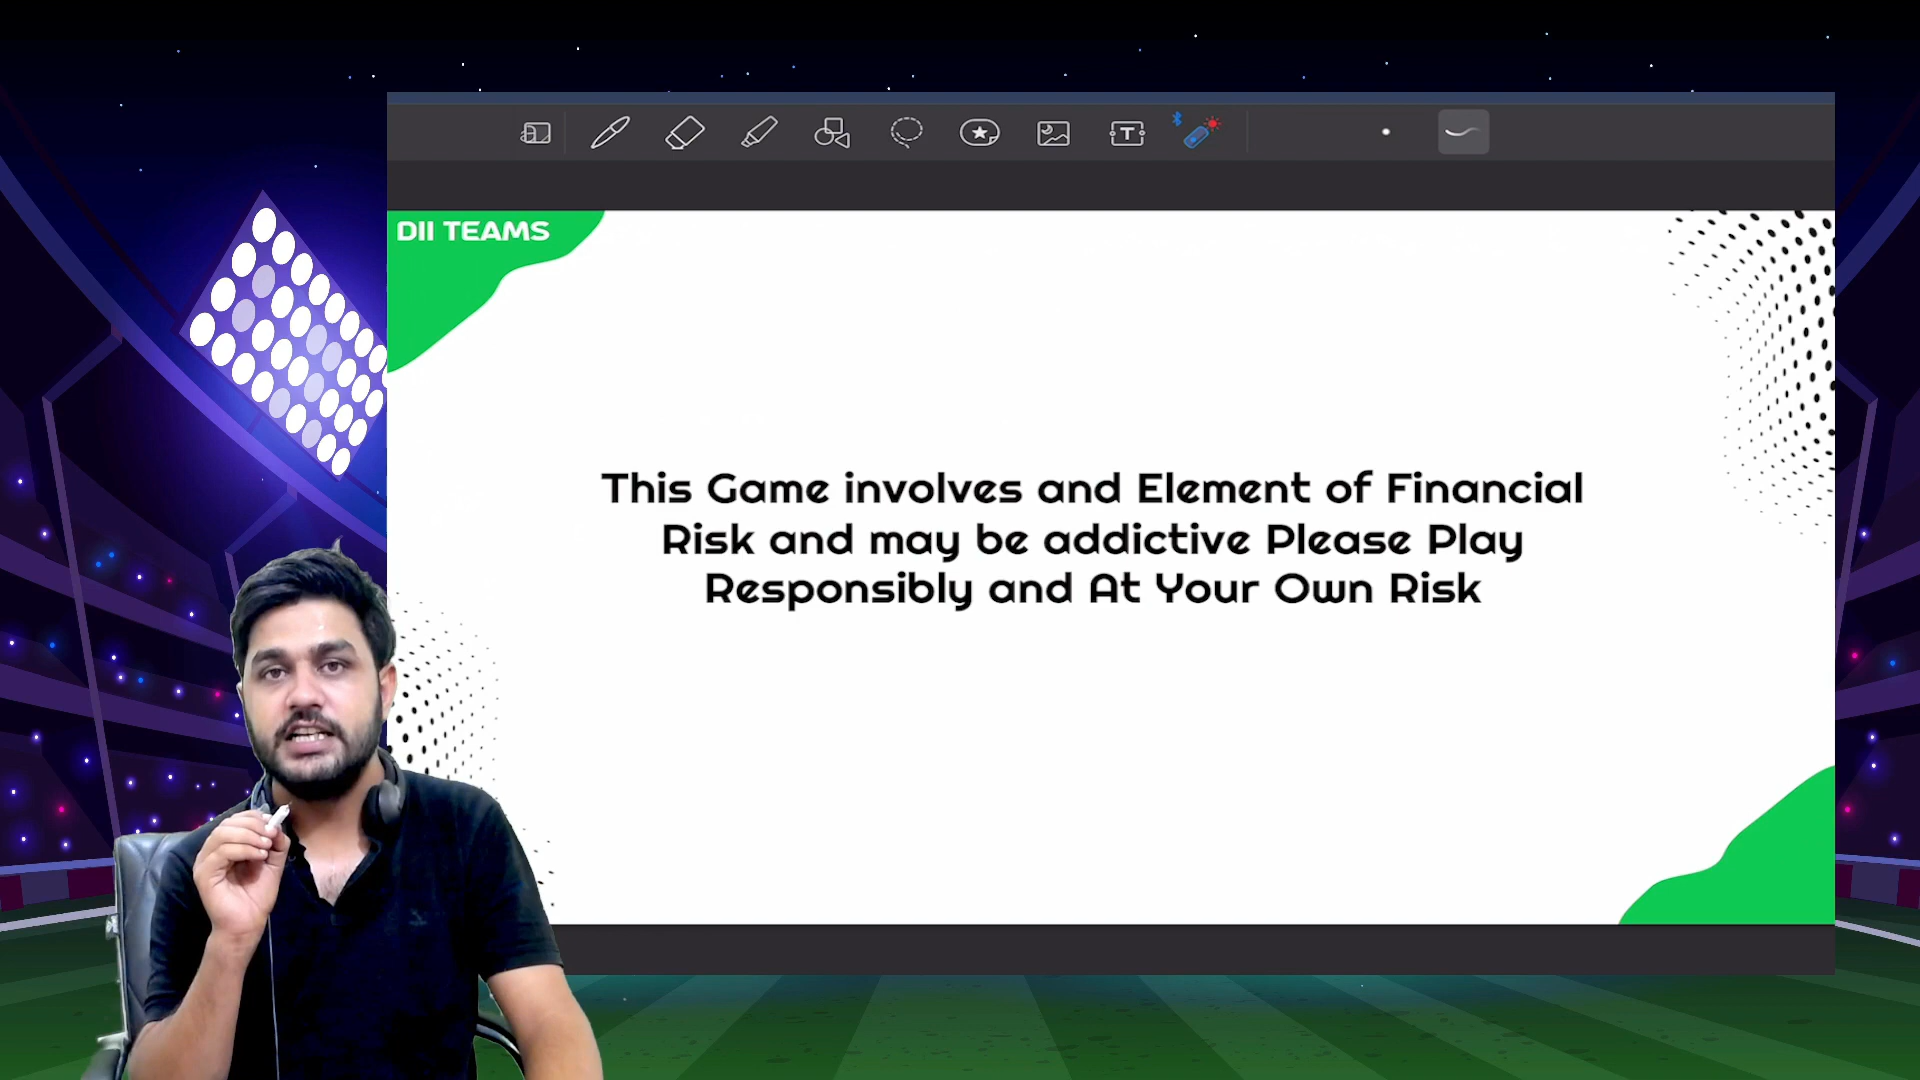 DII TEAMS
This Game involves and Element of Financial
Risk and may be addictive Please Play
Responsibly and At Your Own Risk